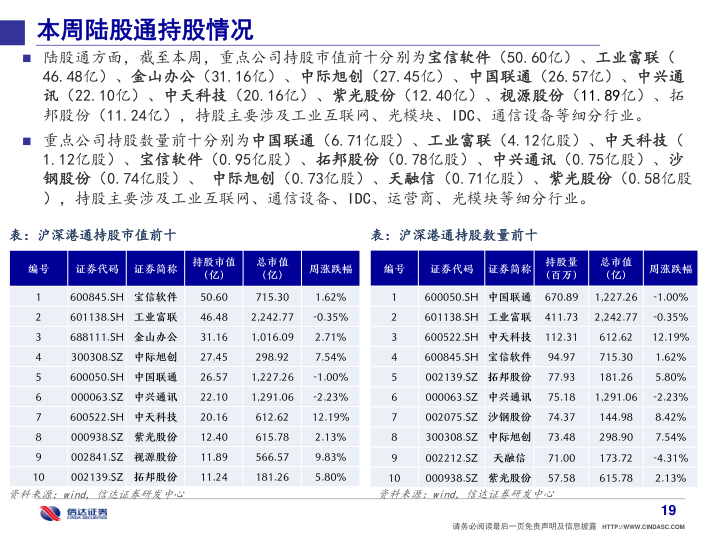 本周陆股通持股情况
陆股通方面，截至本周，重点公司持股市值前十分别为宝信软件（50.60亿）、工业富联（
46.48亿）、金山办公（31.16亿）、中际旭创（27.45亿）、中国联通（26.57亿）、中兴通
讯（22.10亿）、中天科技（20.16亿）、紫光股份（12.40亿）、视源股份（11.89亿）、拓
邦股份（11.24亿），持股主要涉及工业互联网、光模块、IDC、通信设备等细分行业。
重点公司持股数量前十分别为中国联通（6.71亿股）、工业富联（4.12亿股）、中天科技（
1.12亿股）、宝信软件（0.95亿股）、拓邦股份（0.78亿股）、中兴通讯（0.75亿股）、沙
钢股份（0.74亿股）、 中际旭创（0.73亿股）、天融信（0.71亿股）、紫光股份（0.58亿股
），持股主要涉及工业互联网、通信设备、IDC、运营商、光模块等细分行业。
表：沪深港通持股市值前十
编号 证券代码 证券简称 持股市值（亿） 总市值（亿） 周涨跌幅
1 600845.SH 宝信软件 50.60 715.30 1.62%
2 601138.SH 工业富联 46.48 2,242.77 -0.35%
3 688111.SH 金山办公 31.16 1,016.09 2.71%
4 300308.SZ 中际旭创 27.45 298.92 7.54%
5 600050.SH 中国联通 26.57 1,227.26 -1.00%
6 000063.SZ 中兴通讯 22.10 1,291.06 -2.23%
7 600522.SH 中天科技 20.16 612.62 12.19%
8 000938.SZ 紫光股份 12.40 615.78 2.13%
9 002841.SZ 视源股份 11.89 566.57 9.83%
10 002139.SZ 拓邦股份 11.24 181.26 5.80%
资料来源：wind，信达证券研发中心
表：沪深港通持股数量前十
编号 证券代码 证券简称 持股量（百万） 总市值（亿） 周涨跌幅
1 600050.SH 中国联通 670.89 1,227.26 -1.00%
2 601138.SH 工业富联 411.73 2,242.77 -0.35%
3 600522.SH 中天科技 112.31 612.62 12.19%
4 600845.SH 宝信软件 94.97 715.30 1.62%
5 002139.SZ 拓邦股份 77.93 181.26 5.80%
6 000063.SZ 中兴通讯 75.18 1,291.06 -2.23%
7 002075.SZ 沙钢股份 74.37 144.98 8.42%
8 300308.SZ 中际旭创 73.48 298.90 7.54%
9 002212.SZ 天融信 71.00 173.72 -4.31%
10 000938.SZ 紫光股份 57.58 615.78 2.13%
资料来源：wind，信达证券研发中心
信达证券
CINDA SECURITIES
19
请务必阅读最后一页免责声明及信息披露 HTTP://WWW.CINDASC.COM